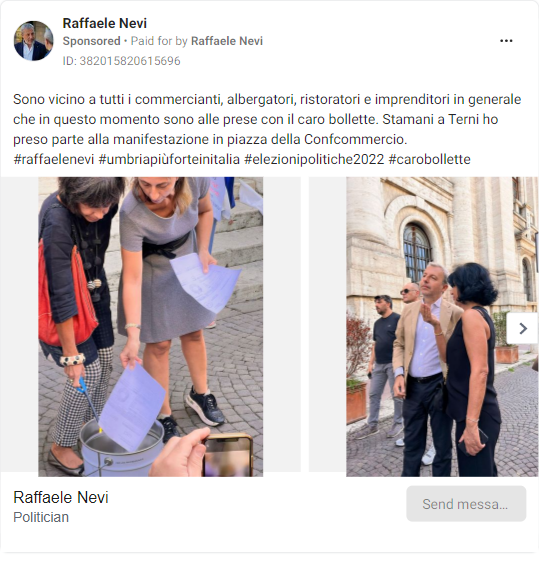 Raffaele Nevi
Sponsored • Paid for by Raffaele Nevi
ID: 382015820615696
Sono vicino a tutti i commercianti, albergatori, ristoratori e imprenditori in generale
che in questo momento sono alle prese con il caro bollette. Stamani a Terni ho
preso parte alla manifestazione in piazza della Confcommercio.
#raffaelenevi #umbriapiùforteinitalia #elezionipolitiche2022 #carobollette
Raffaele Nevi
Politician
Send messa...